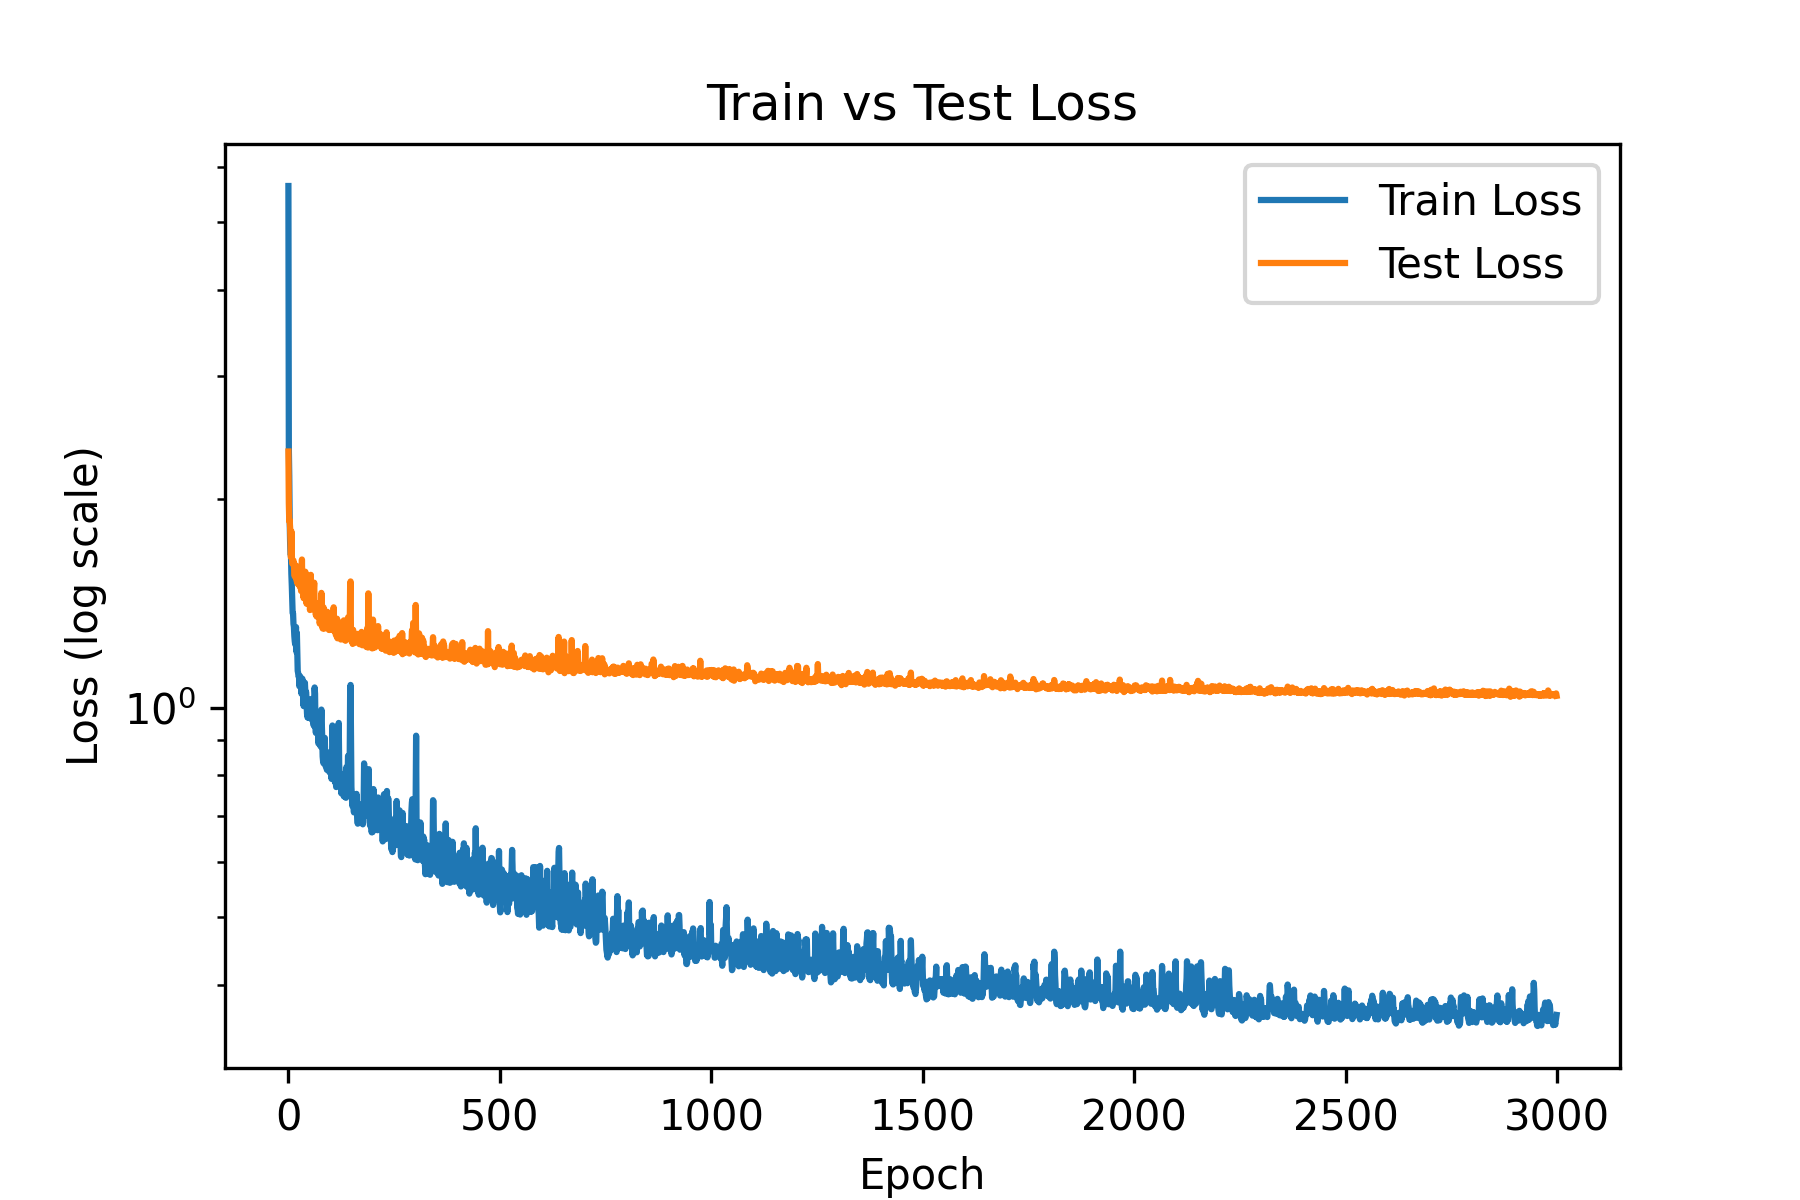 Train vs Test Loss
Train Loss
Test Loss
Loss (log scale)
10⁰
0 500 1000 1500 2000 2500 3000
Epoch